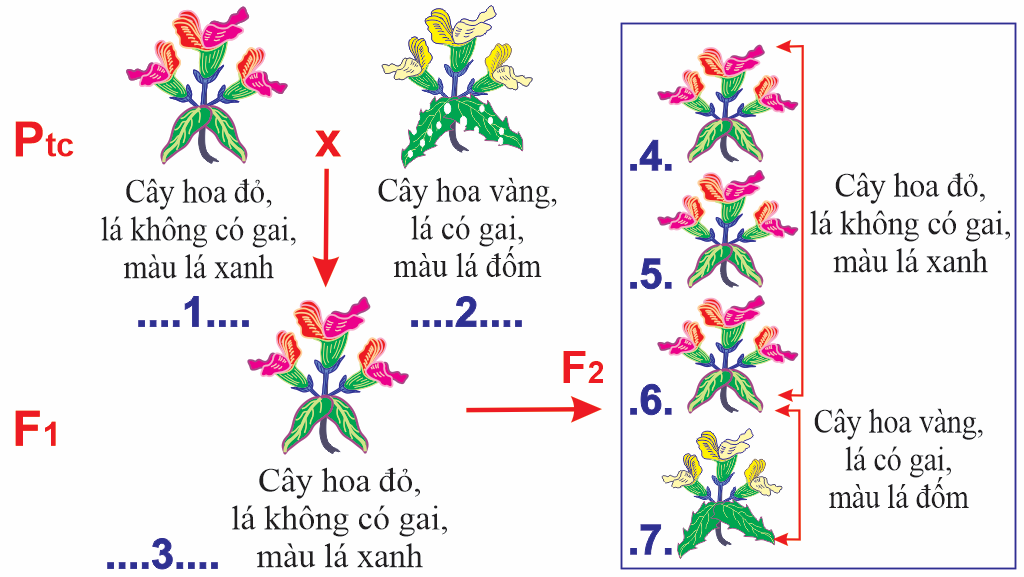 Ptc
x
Cây hoa đỏ,
lá không có gai,
màu lá xanh
....1....
Cây hoa vàng,
lá có gai,
màu lá đốm
....2....
F1
Cây hoa đỏ,
lá không có gai,
màu lá xanh
....3....
F2
.4.
.5.
.6.
Cây hoa đỏ,
lá không có gai,
màu lá xanh
.7.
Cây hoa vàng,
lá có gai,
màu lá đốm